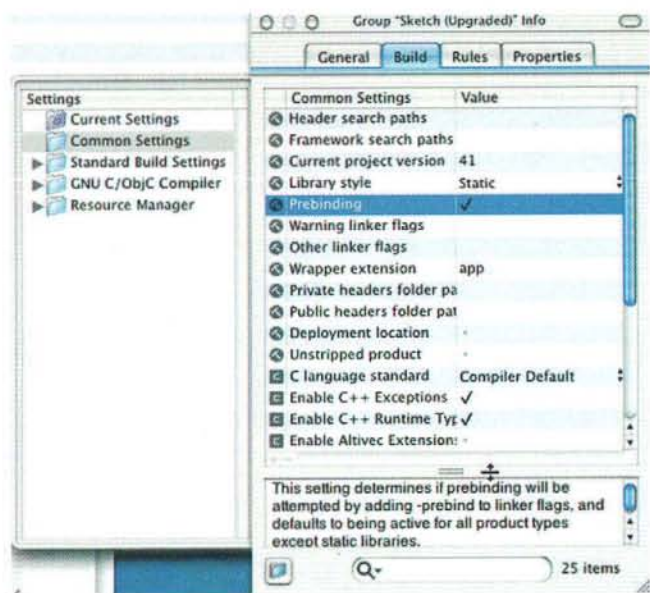 Group "Sketch (Upgraded)" Info
General Build Rules Properties
Settings
Current Settings
Common Settings
Standard Build Settings
GNU C/ObjC Compiler
Resource Manager
Common Settings Value
Header search paths
Framework search paths
Current project version 41
Library style Static
Prebinding ✓
Warning linker flags
Other linker flags
Wrapper extension app
Private headers folder pa
Public headers folder pat
Deployment location
Unstripped product
C language standard Compiler Default
Enable C++ Exceptions ✓
Enable C++ Runtime Typ ✓
Enable Altivec Extension:
This setting determines if prebinding will be
attempted by adding -prebind to linker flags, and
defaults to being active for all product types
except static libraries.
25 items